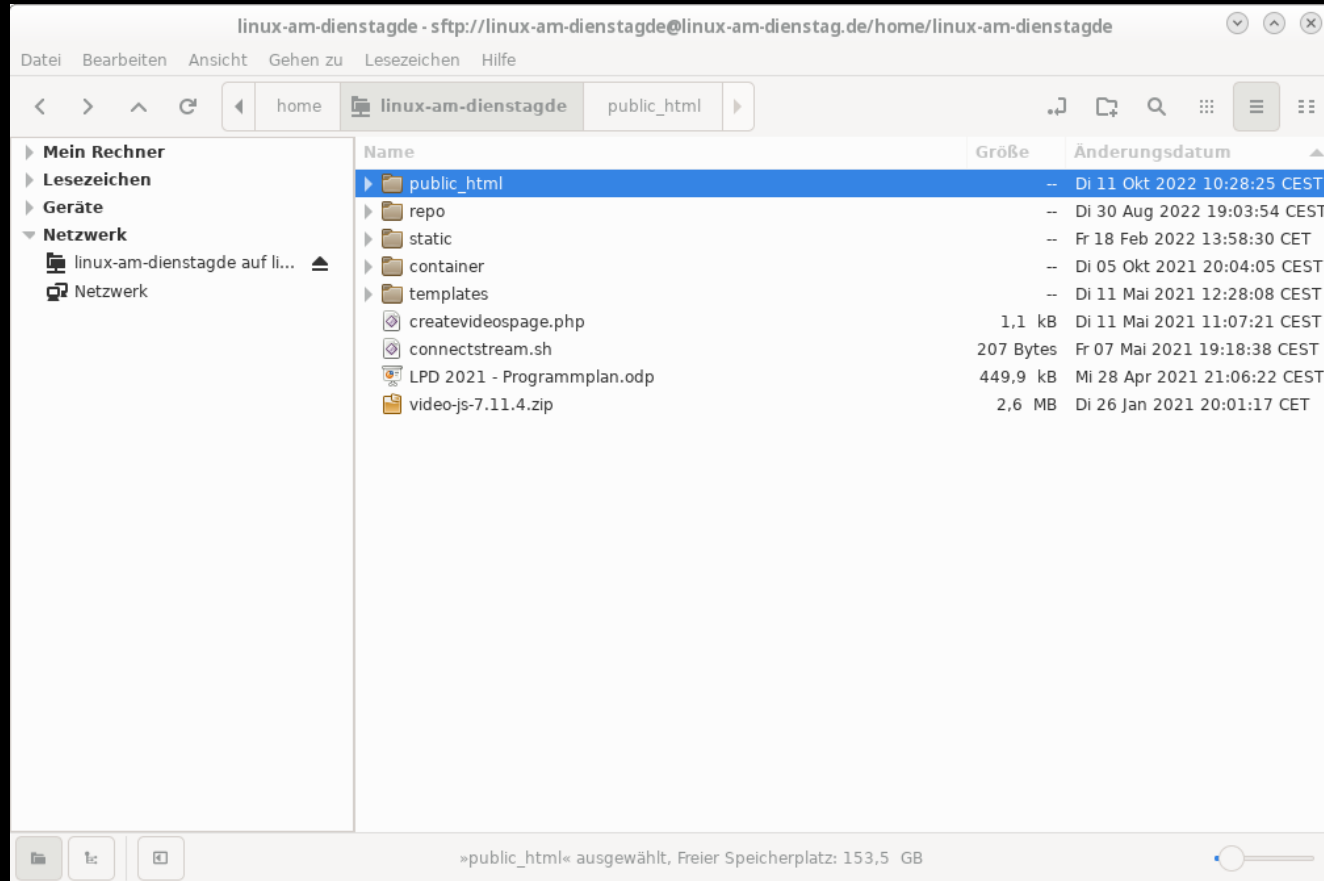 linux-am-dienstagde - sftp://linux-am-dienstagde@linux-am-dienstag.de/home/linux-am-dienstagde
Datei Bearbeiten Ansicht Gehen zu Lesezeichen Hilfe
home linux-am-dienstagde public_html
Mein Rechner
Lesezeichen
Geräte
Netzwerk
linux-am-dienstagde auf li...
Netzwerk
Name Größe Änderungsdatum
public_html -- Di 11 Okt 2022 10:28:25 CEST
repo -- Di 30 Aug 2022 19:03:54 CEST
static -- Fr 18 Feb 2022 13:58:30 CET
container -- Di 05 Okt 2021 20:04:05 CEST
templates -- Di 11 Mai 2021 12:28:08 CEST
createvideospage.php 1,1 kB Di 11 Mai 2021 11:07:21 CEST
connectstream.sh 207 Bytes Fr 07 Mai 2021 19:18:38 CEST
LPD 2021 - Programmplan.odp 449,9 kB Mi 28 Apr 2021 21:06:22 CEST
video-js-7.11.4.zip 2,6 MB Di 26 Jan 2021 20:01:17 CET
»public_html« ausgewählt, Freier Speicherplatz: 153,5 GB